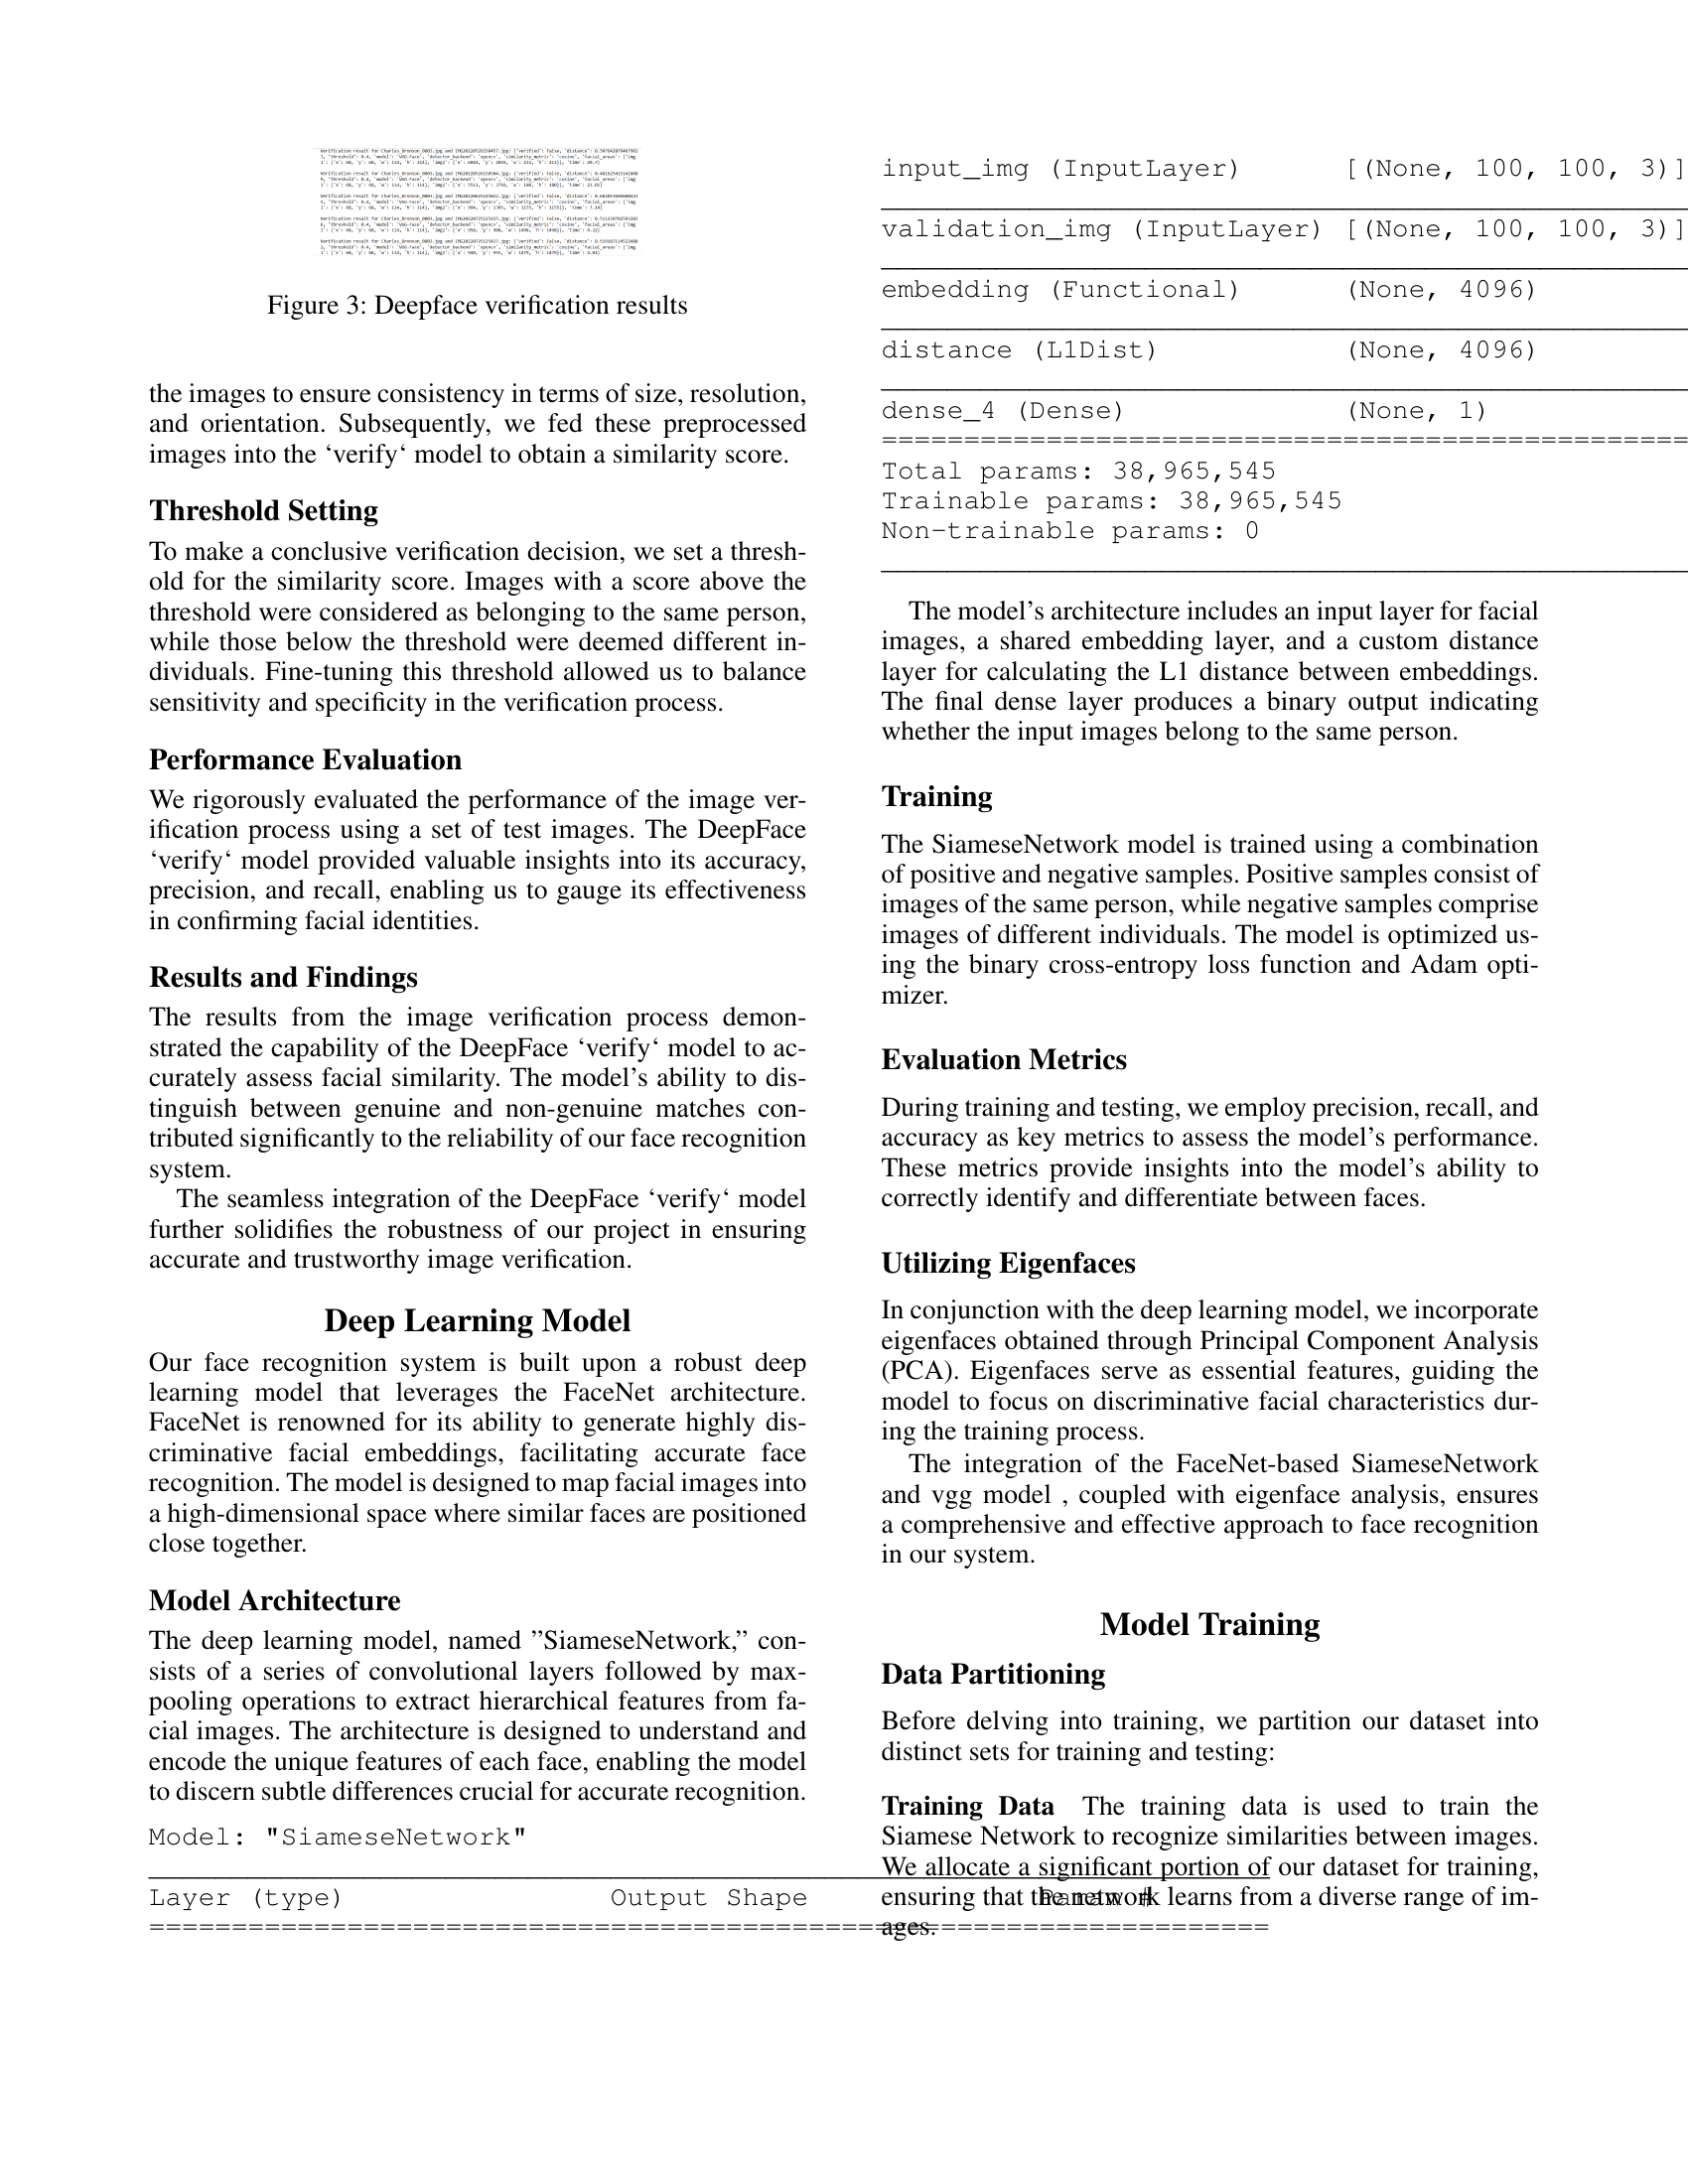 Figure 3: Deepface verification results
the images to ensure consistency in terms of size, resolution,
and orientation. Subsequently, we fed these preprocessed
images into the ‘verify‘ model to obtain a similarity score.
Threshold Setting
To make a conclusive verification decision, we set a thresh-
old for the similarity score. Images with a score above the
threshold were considered as belonging to the same person,
while those below the threshold were deemed different in-
dividuals. Fine-tuning this threshold allowed us to balance
sensitivity and specificity in the verification process.
Performance Evaluation
We rigorously evaluated the performance of the image ver-
ification process using a set of test images. The DeepFace
‘verify‘ model provided valuable insights into its accuracy,
precision, and recall, enabling us to gauge its effectiveness
in confirming facial identities.
Results and Findings
The results from the image verification process demon-
strated the capability of the DeepFace ‘verify‘ model to ac-
curately assess facial similarity. The model’s ability to dis-
tinguish between genuine and non-genuine matches con-
tributed significantly to the reliability of our face recognition
system.
The seamless integration of the DeepFace ‘verify‘ model
further solidifies the robustness of our project in ensuring
accurate and trustworthy image verification.
Deep Learning Model
Our face recognition system is built upon a robust deep
learning model that leverages the FaceNet architecture.
FaceNet is renowned for its ability to generate highly dis-
criminative facial embeddings, facilitating accurate face
recognition. The model is designed to map facial images into
a high-dimensional space where similar faces are positioned
close together.
Model Architecture
The deep learning model, named ”SiameseNetwork,” con-
sists of a series of convolutional layers followed by max-
pooling operations to extract hierarchical features from fa-
cial images. The architecture is designed to understand and
encode the unique features of each face, enabling the model
to discern subtle differences crucial for accurate recognition.
Model: "SiameseNetwork"
Layer (type) Output Shape Param #
====================================================================
input_img (InputLayer) [(None, 100, 100, 3)]
validation_img (InputLayer) [(None, 100, 100, 3)]
embedding (Functional) (None, 4096)
distance (L1Dist) (None, 4096)
dense_4 (Dense) (None, 1)
=================================================
Total params: 38,965,545
Trainable params: 38,965,545
Non-trainable params: 0
The model’s architecture includes an input layer for facial
images, a shared embedding layer, and a custom distance
layer for calculating the L1 distance between embeddings.
The final dense layer produces a binary output indicating
whether the input images belong to the same person.
Training
The SiameseNetwork model is trained using a combination
of positive and negative samples. Positive samples consist of
images of the same person, while negative samples comprise
images of different individuals. The model is optimized us-
ing the binary cross-entropy loss function and Adam opti-
mizer.
Evaluation Metrics
During training and testing, we employ precision, recall, and
accuracy as key metrics to assess the model’s performance.
These metrics provide insights into the model’s ability to
correctly identify and differentiate between faces.
Utilizing Eigenfaces
In conjunction with the deep learning model, we incorporate
eigenfaces obtained through Principal Component Analysis
(PCA). Eigenfaces serve as essential features, guiding the
model to focus on discriminative facial characteristics dur-
ing the training process.
The integration of the FaceNet-based SiameseNetwork
and vgg model , coupled with eigenface analysis, ensures
a comprehensive and effective approach to face recognition
in our system.
Model Training
Data Partitioning
Before delving into training, we partition our dataset into
distinct sets for training and testing:
Training Data The training data is used to train the
Siamese Network to recognize similarities between images.
We allocate a significant portion of our dataset for training,
ensuring that the network learns from a diverse range of im-
ages.